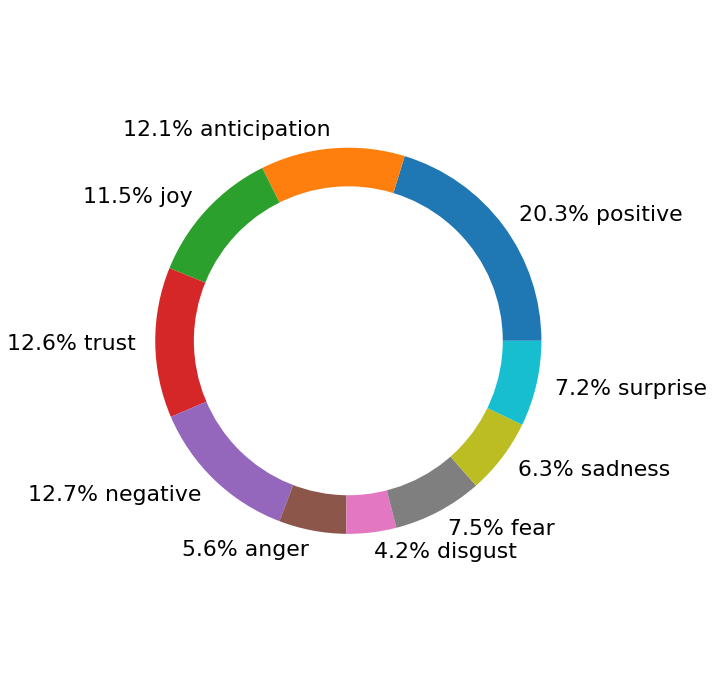 12.1% anticipation
11.5% joy
20.3% positive
12.6% trust
7.2% surprise
6.3% sadness
12.7% negative
7.5% fear
5.6% anger
4.2% disgust